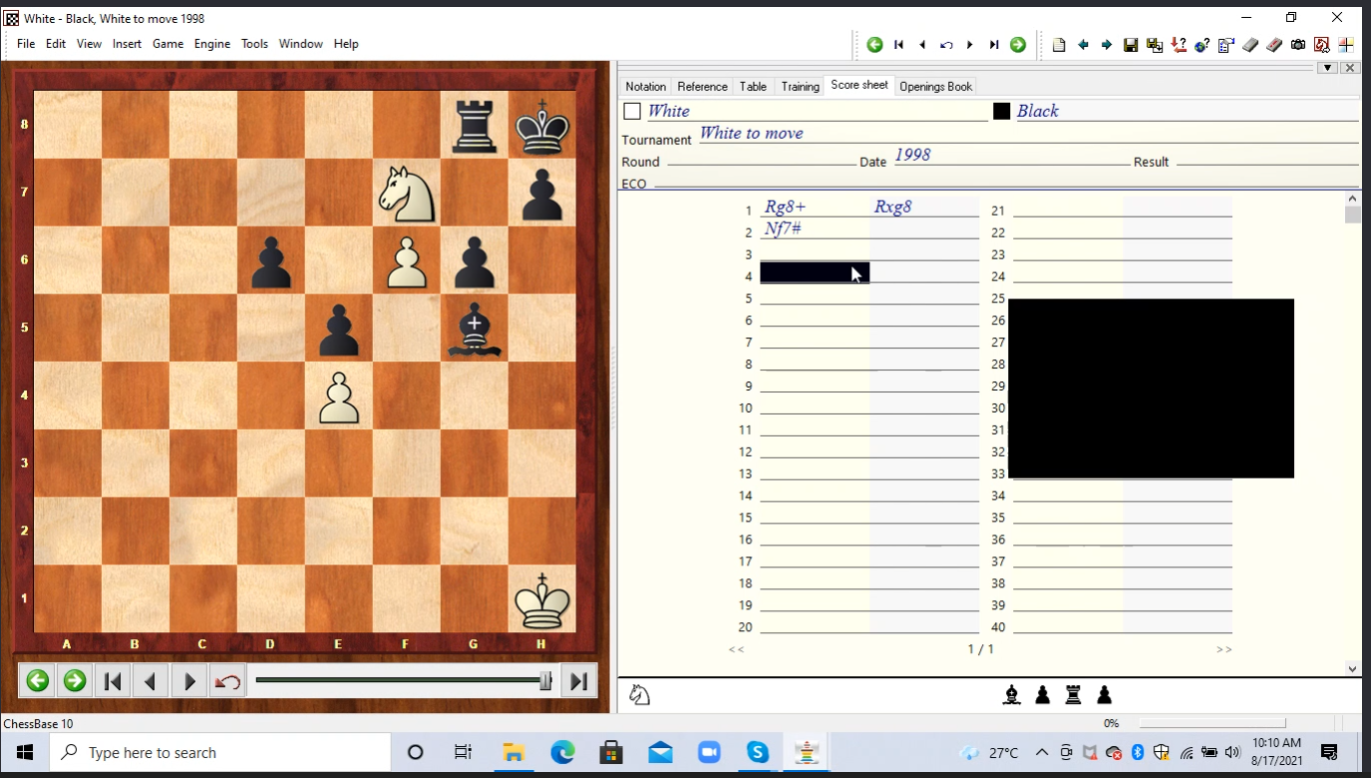 White - Black, White to move 1998
File Edit View Insert Game Engine Tools Window Help
Notation Reference Table Training Score sheet Openings Book
White Black
Tournament White to move
Round Date 1998 Result
ECO
8
7
6
5
4
3
2
1
A B C D E F G H
1 Rg8+ Rxg8 21
2 Nf7# 22
3 23
4 24
5 25
6 26
7 27
8 28
9 29
10 30
11 31
12 32
13 33
14 34
15 35
16 36
17 37
18 38
19 39
20 40
<< 1 / 1 >>
ChessBase 10
0%
Type here to search
27°C
10:10 AM
8/17/2021